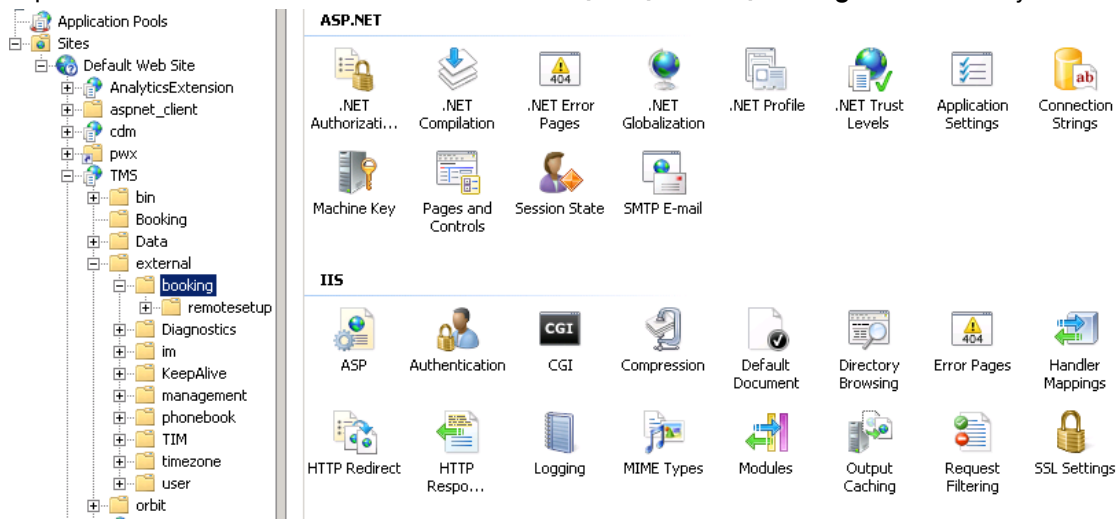 Application Pools
Sites
Default Web Site
AnalyticsExtension
aspnet_client
cdm
pwx
TMS
bin
Booking
Data
external
booking
remotesetup
Diagnostics
im
KeepAlive
management
phonebook
TIM
timezone
user
orbit
ASP.NET
.NET Authorizati...
.NET Compilation
.NET Error Pages
.NET Globalization
.NET Profile
.NET Trust Levels
Application Settings
Connection Strings
Machine Key
Pages and Controls
Session State
SMTP E-mail
IIS
ASP
Authentication
CGI
Compression
Default Document
Directory Browsing
Error Pages
Handler Mappings
HTTP Redirect
HTTP Respo...
Logging
MIME Types
Modules
Output Caching
Request Filtering
SSL Settings